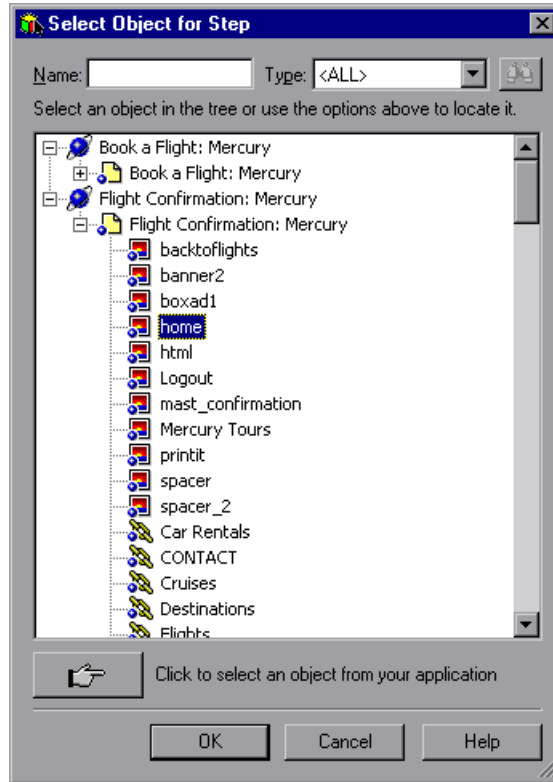 Select Object for Step
Name: Type: <ALL>
Select an object in the tree or use the options above to locate it.
Book a Flight: Mercury
Book a Flight: Mercury
Flight Confirmation: Mercury
Flight Confirmation: Mercury
backtoflights
banner2
boxad1
home
html
Logout
mast_confirmation
Mercury Tours
printit
spacer
spacer_2
Car Rentals
CONTACT
Cruises
Destinations
Flights
Click to select an object from your application
OK Cancel Help